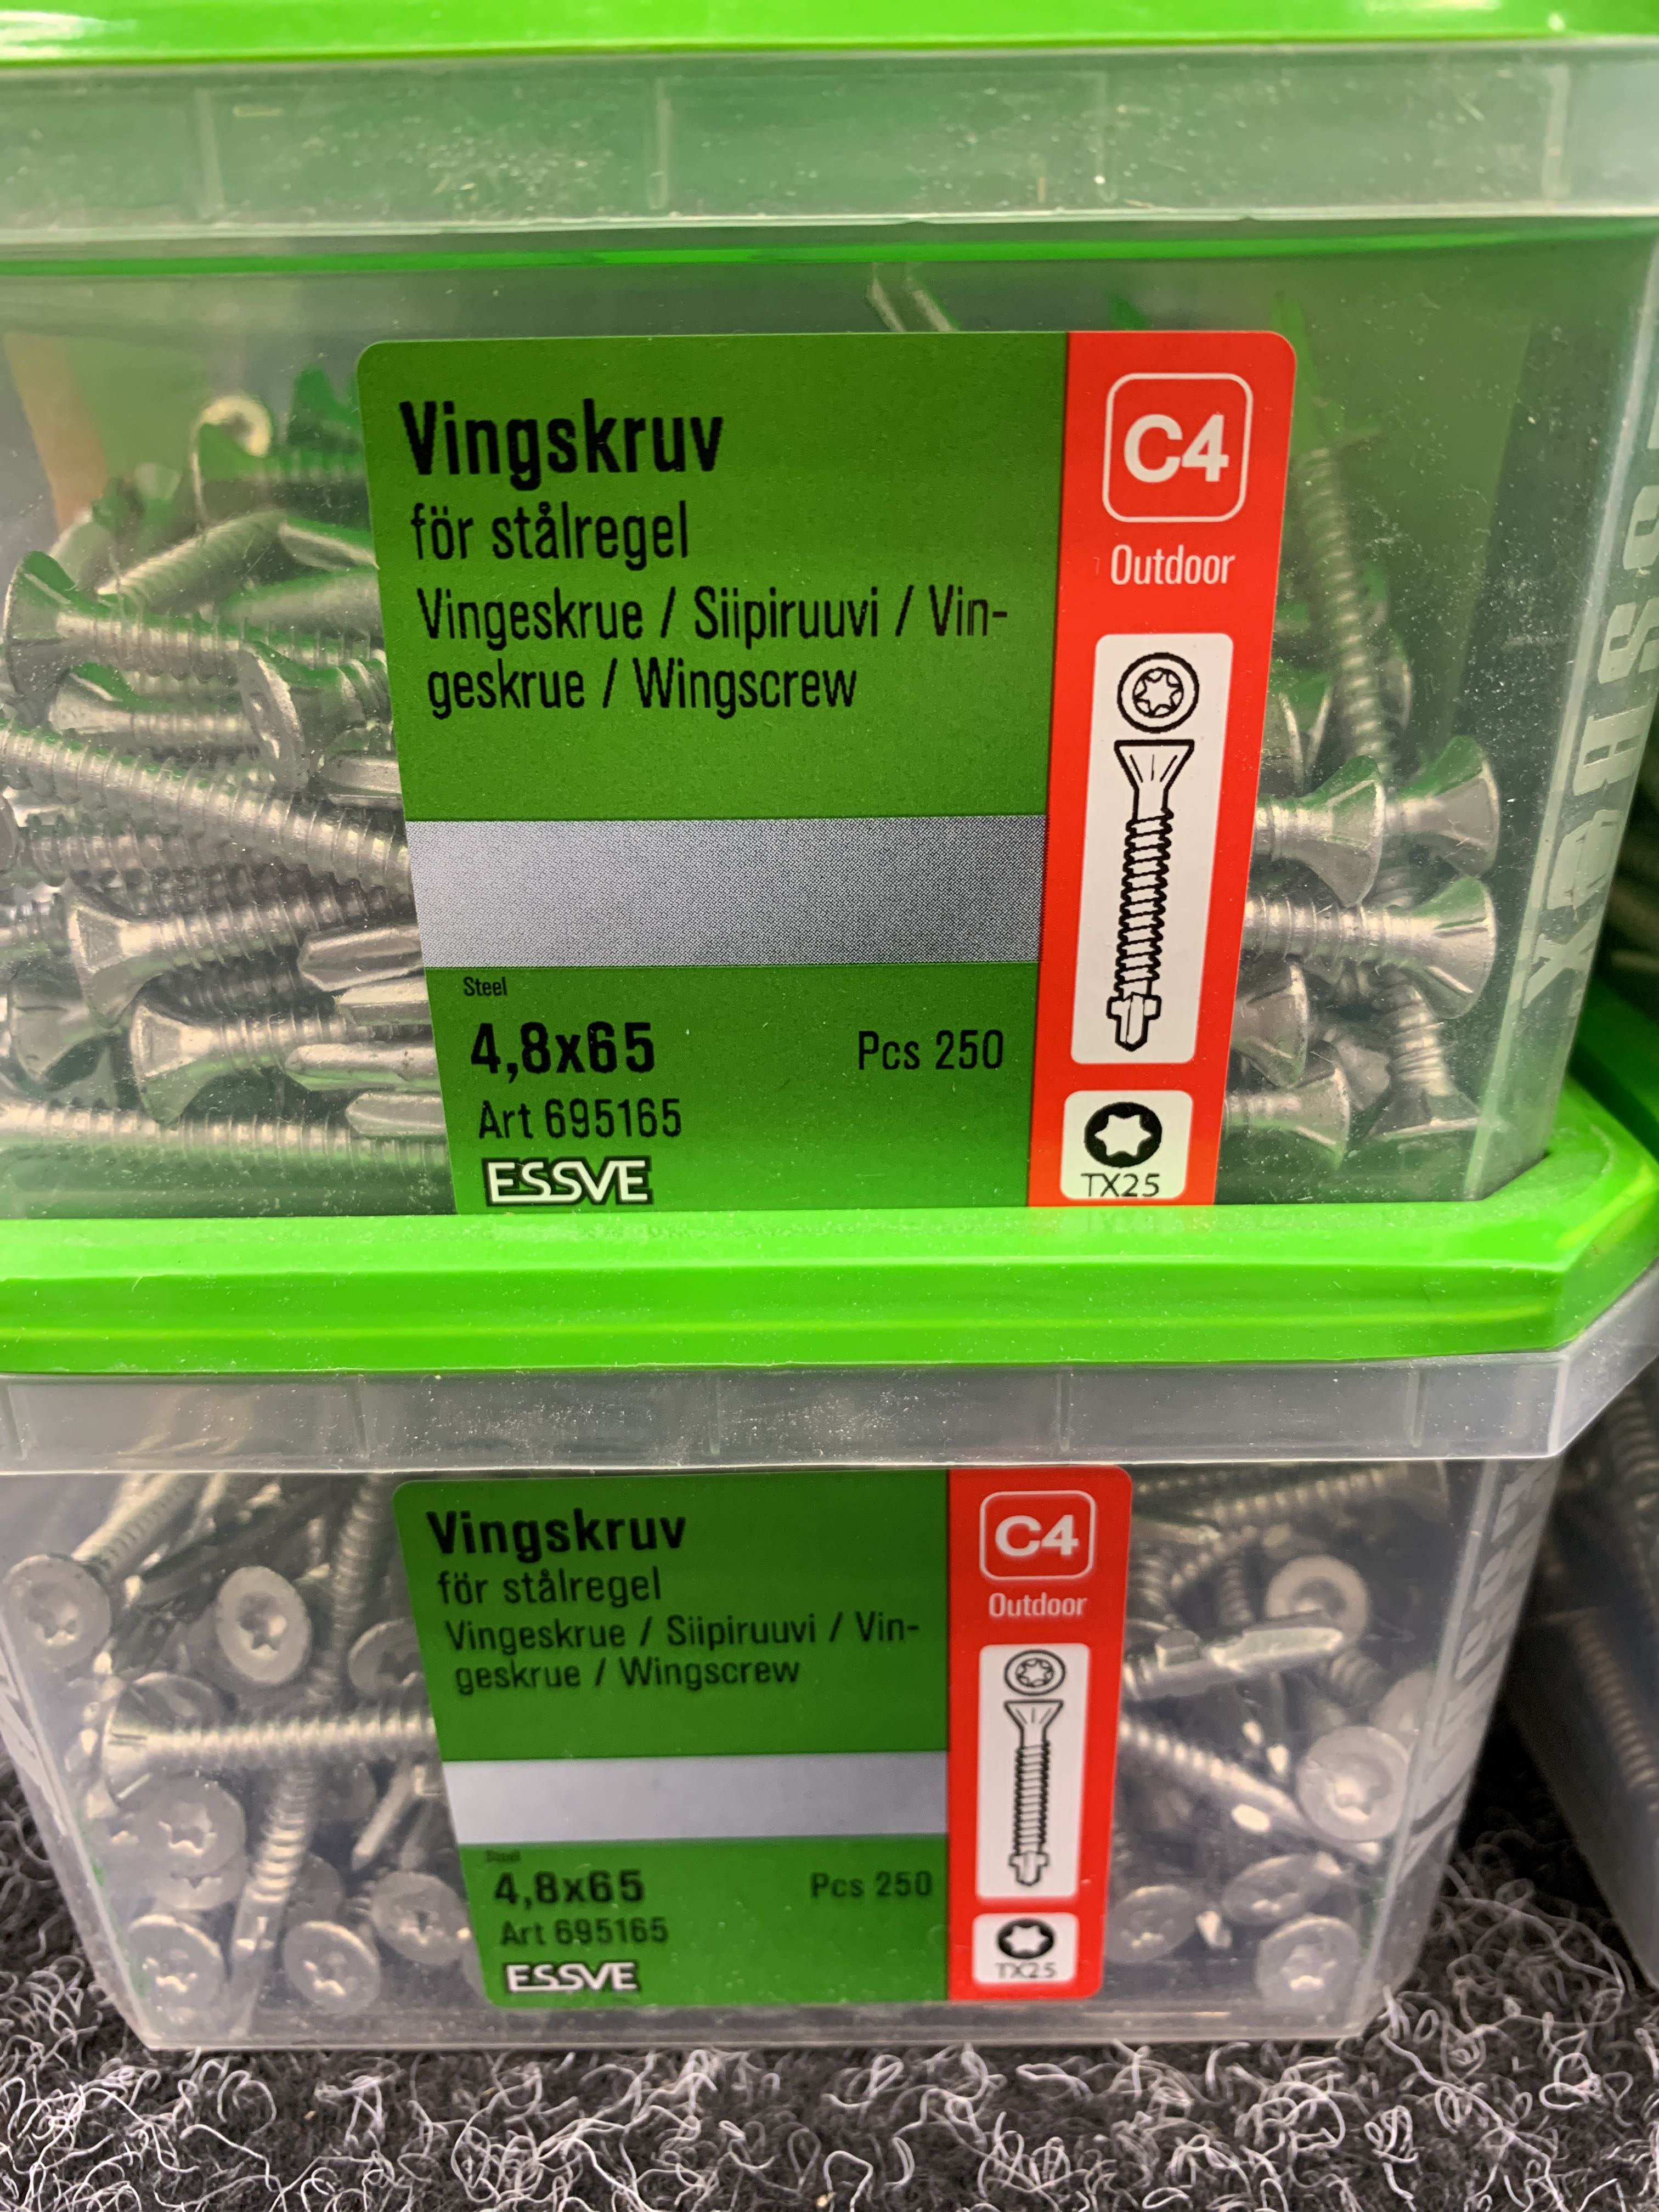 Vingskruv
för stålregel
Vingeskrue / Siipiruuvi / Vin-
geskrue / Wingscrew
Steel
4,8x65
Pcs 250
Art 695165
ESSVE
C4
Outdoor
TX25
Vingskruv
för stålregel
Vingeskrue / Siipiruuvi / Vin-
geskrue / Wingscrew
Steel
4,8x65
Pcs 250
Art 695165
ESSVE
C4
Outdoor
TX25